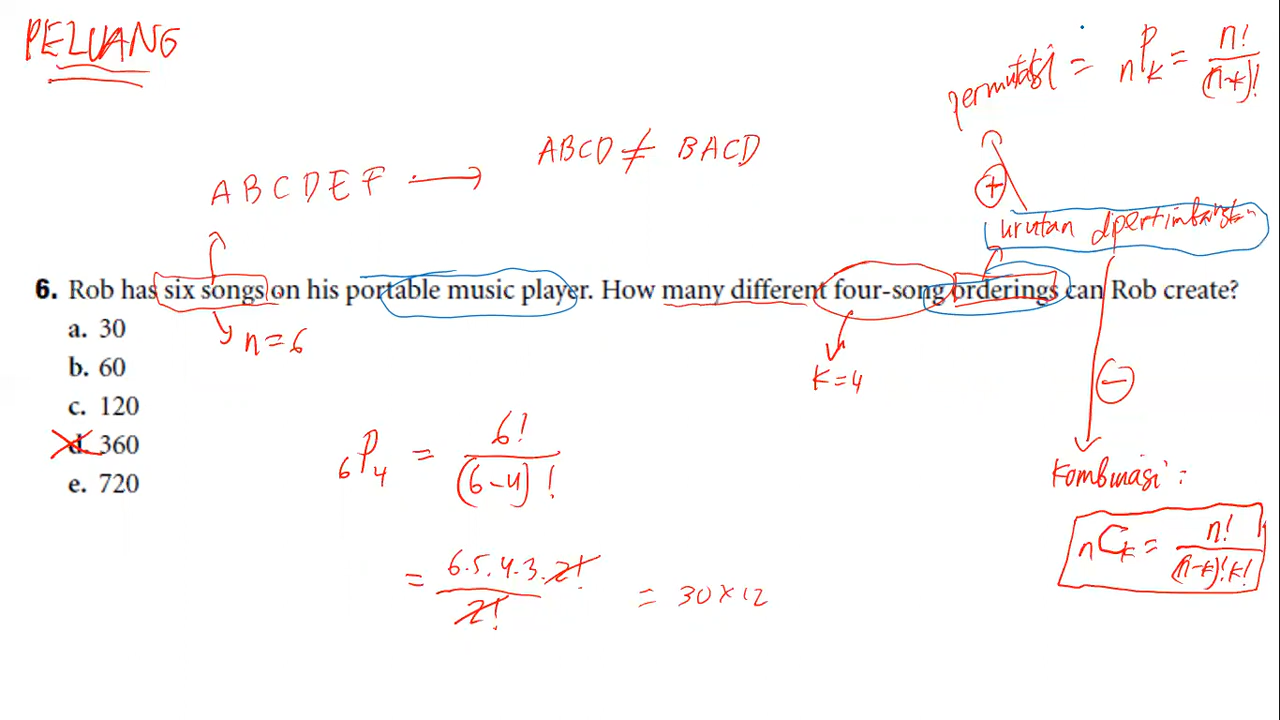 PELUANG
permutasi = nPk = n! / (n-k)!
ABCD ≠ BACD
A B C D E F →
+
urutan dipertimbangkan
6. Rob has six songs on his portable music player. How many different four-song orderings can Rob create?
n = 6
k = 4
a. 30
b. 60
c. 120
d. 360
e. 720
−
6P4 = 6! / (6-4)!
Kombinasi :
nCk = n! / (n-k)! k!
= 6.5.4.3.2! / 2! = 30 x 12